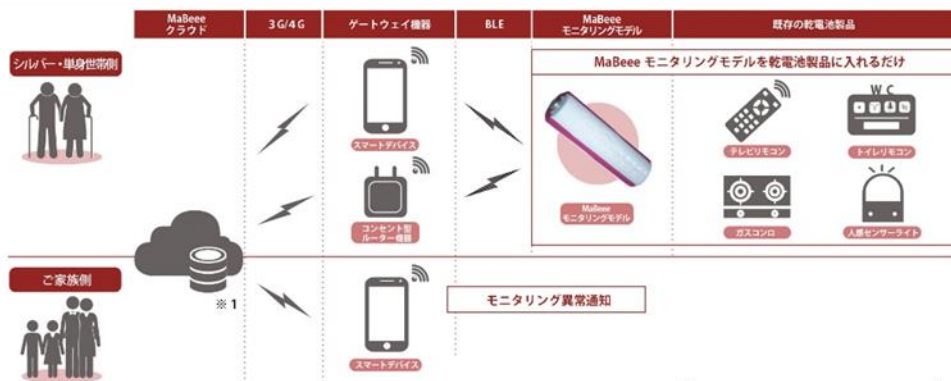 MaBeee
クラウド
3G/4G
ゲートウェイ機器
BLE
MaBeee
モニタリングモデル
既存の乾電池製品
シルバー・単身世帯側
MaBeee モニタリングモデルを乾電池製品に入れるだけ
スマートデバイス
コンセント型
ルーター機器
MaBeee
モニタリングモデル
テレビリモコン
WC
トイレリモコン
ガスコンロ
人感センサーライト
※1
ご家族側
モニタリング異常通知
スマートデバイス